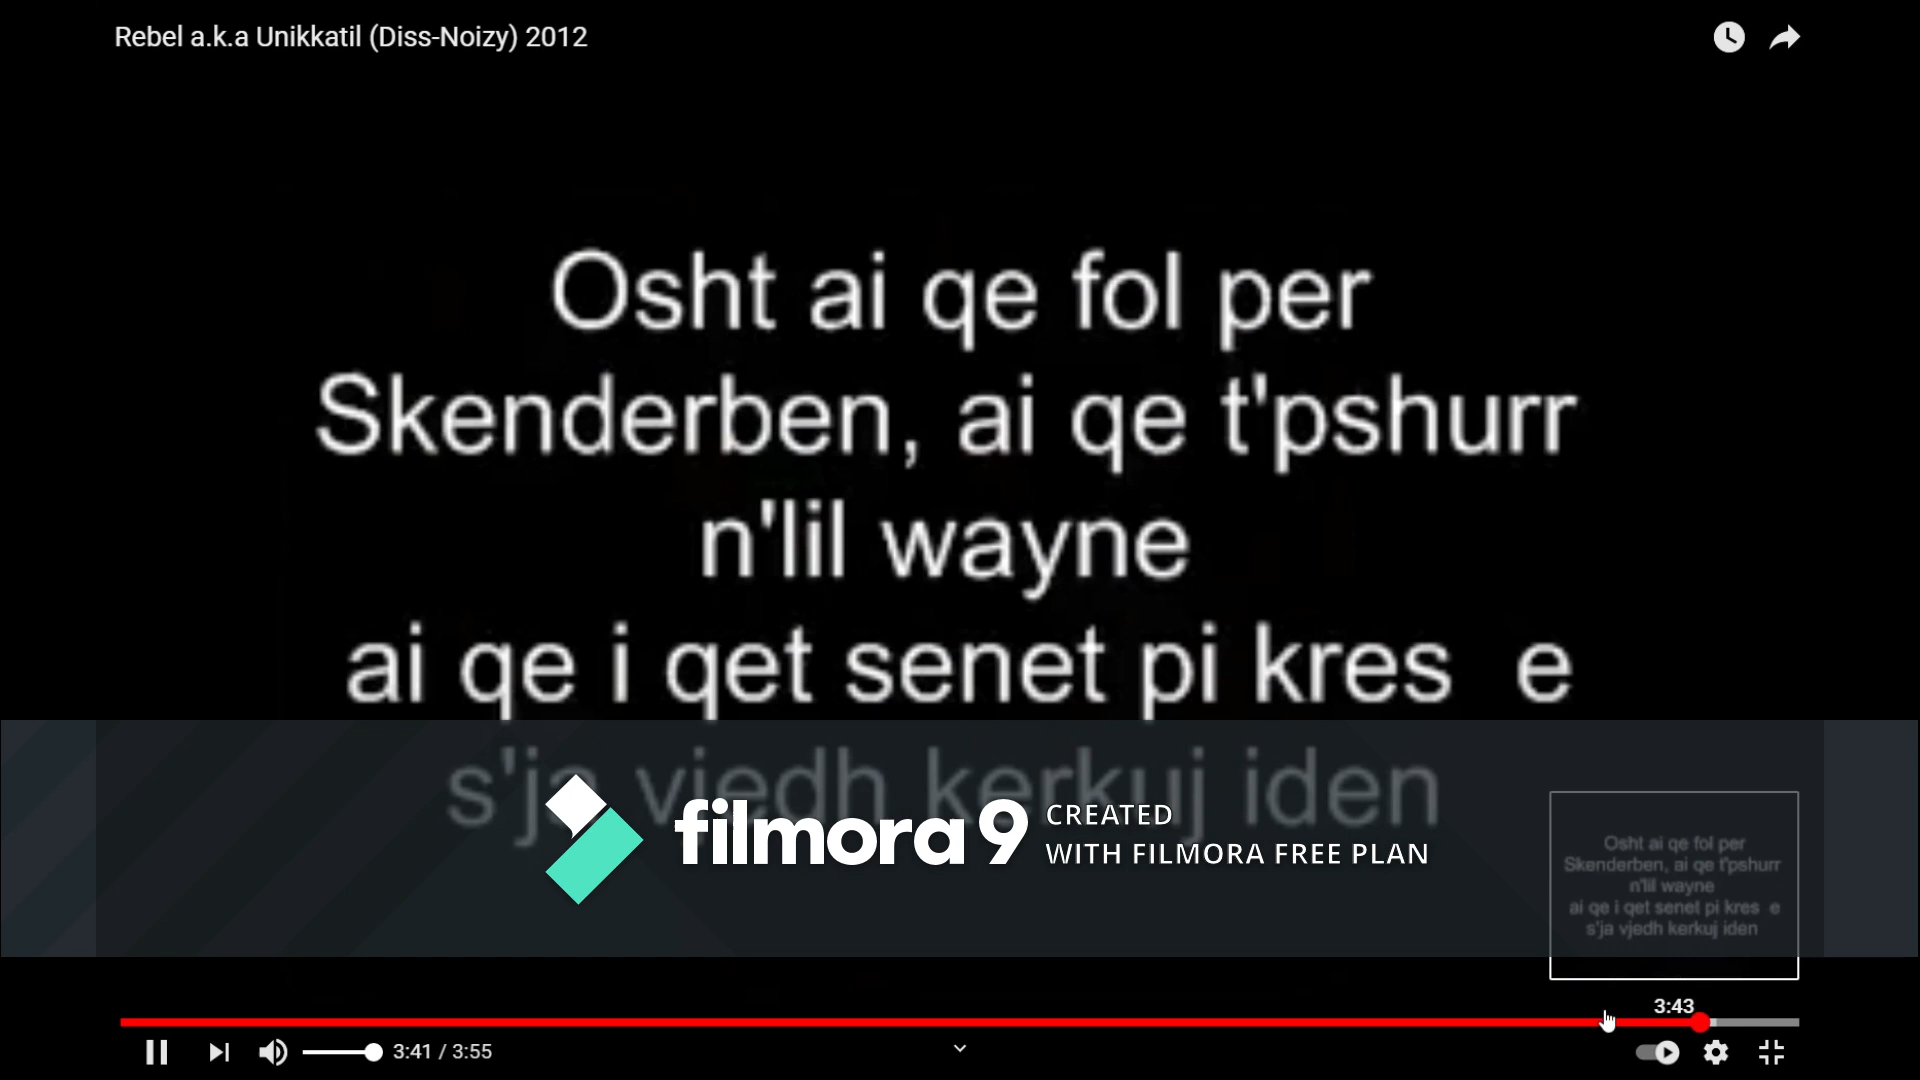 Rebel a.k.a Unikkatil (Diss-Noizy) 2012
Osht ai qe fol per
Skenderben, ai qe t'pshurr
n'lil wayne
ai qe i qet senet pi kres  e
s'ja vjedh kerkuj iden
filmora 9 CREATED
WITH FILMORA FREE PLAN
Osht ai qe fol per
Skenderben, ai qe t'pshurr
n'lil wayne
ai qe i qet senet pi kres  e
s'ja vjedh kerkuj iden
3:43
3:41 / 3:55